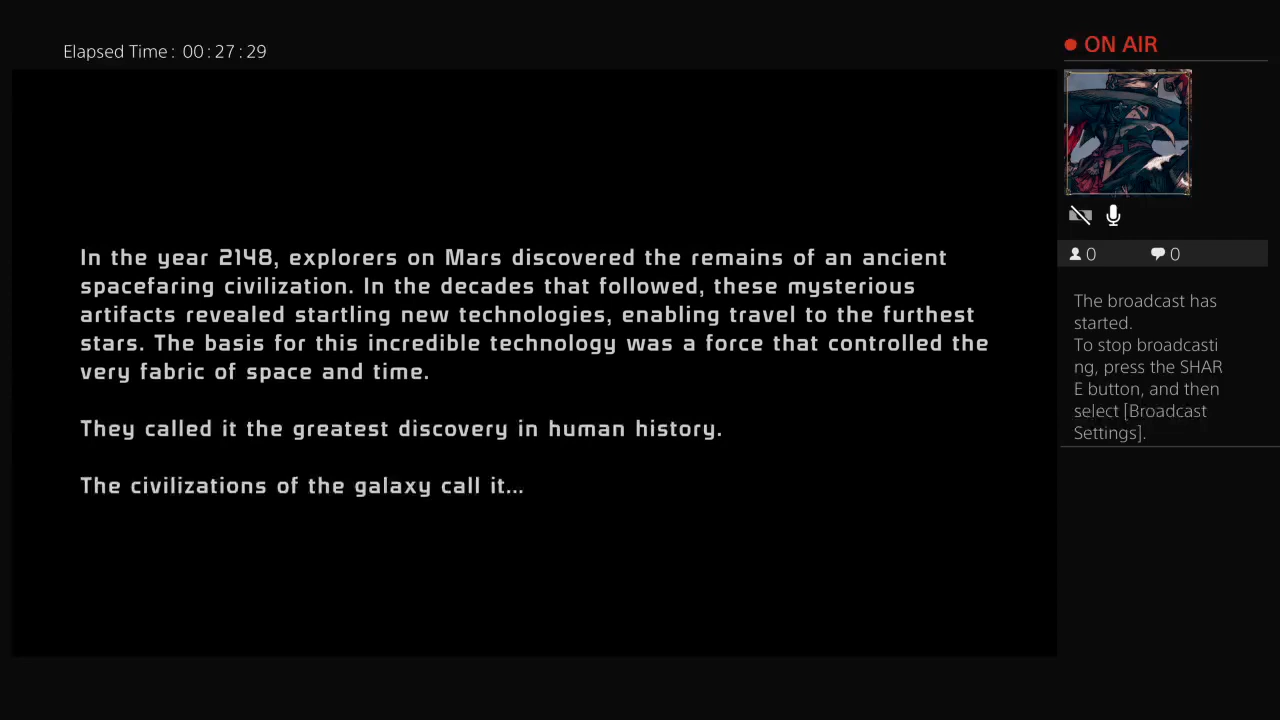 Elapsed Time: 00:27:29
ON AIR
In the year 2148, explorers on Mars discovered the remains of an ancient
spacefaring civilization. In the decades that followed, these mysterious
artifacts revealed startling new technologies, enabling travel to the furthest
stars. The basis for this incredible technology was a force that controlled the
very fabric of space and time.
They called it the greatest discovery in human history.
The civilizations of the galaxy call it...
0 0
The broadcast has
started.
To stop broadcasti
ng, press the SHAR
E button, and then
select [Broadcast
Settings].